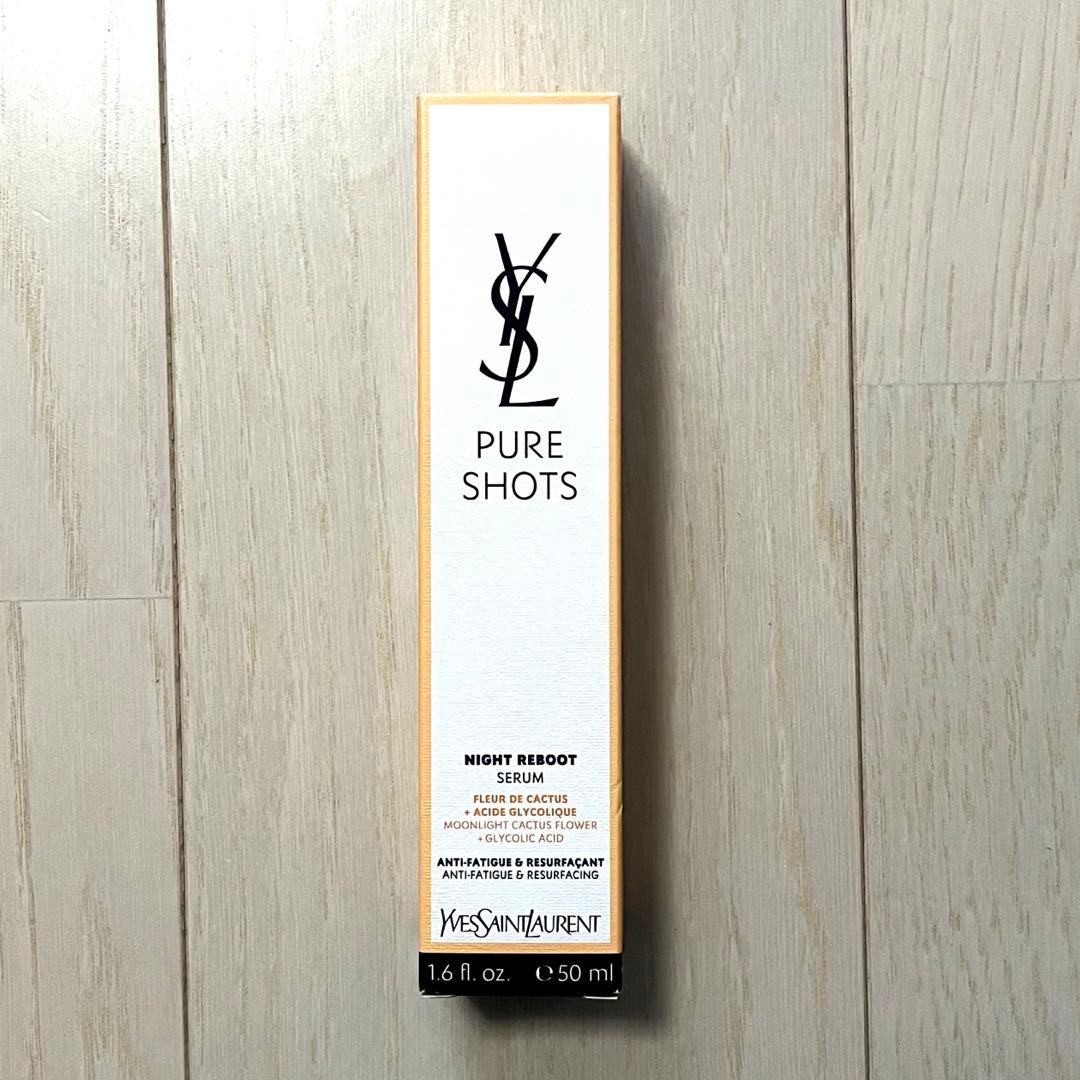 YSL
PURE
SHOTS
NIGHT REBOOT
SERUM
FLEUR DE CACTUS
+ ACIDE GLYCOLIQUE
MOONLIGHT CACTUS FLOWER
+ GLYCOLIC ACID
ANTI-FATIGUE & RESURFAÇANT
ANTI-FATIGUE & RESURFACING
YVESSAINTLAURENT
1.6 fl. oz. ℮50 ml